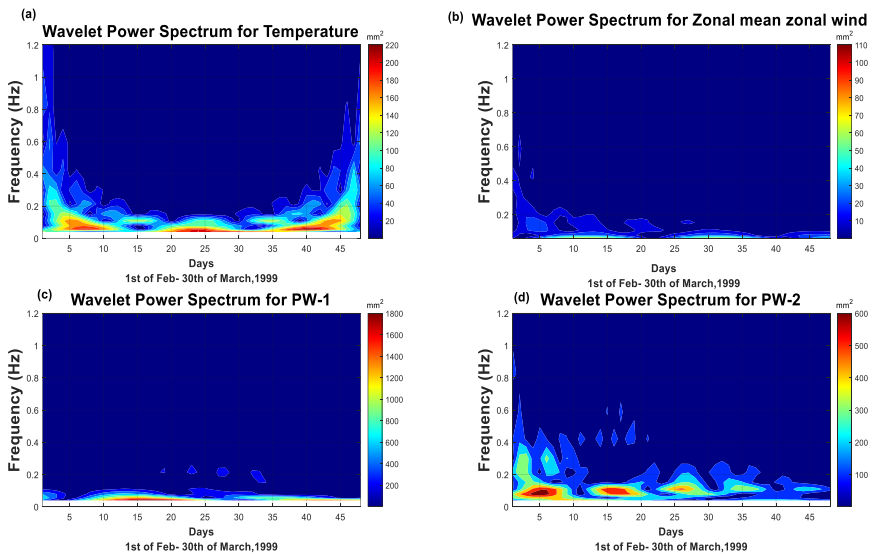 (a)
Wavelet Power Spectrum for Temperature
mm2
1.2
1
0.8
0.6
0.4
0.2
0
Frequency (Hz)
5 10 15 20 25 30 35 40 45
Days
1st of Feb- 30th of March,1999
220
200
180
160
140
120
100
80
60
40
20
(b)
Wavelet Power Spectrum for Zonal mean zonal wind
mm2
1.2
1
0.8
0.6
0.4
0.2
Frequency (Hz)
5 10 15 20 25 30 35 40 45
Days
1st of Feb- 30th of March,1999
110
100
90
80
70
60
50
40
30
20
10
(c)
Wavelet Power Spectrum for PW-1
mm2
1.2
1
0.8
0.6
0.4
0.2
0
Frequency (Hz)
5 10 15 20 25 30 35 40 45
Days
1st of Feb- 30th of March,1999
1800
1600
1400
1200
1000
800
600
400
200
(d)
Wavelet Power Spectrum for PW-2
mm2
1.2
1
0.8
0.6
0.4
0.2
0
Frequency (Hz)
5 10 15 20 25 30 35 40 45
Days
1st of Feb- 30th of March,1999
600
500
400
300
200
100